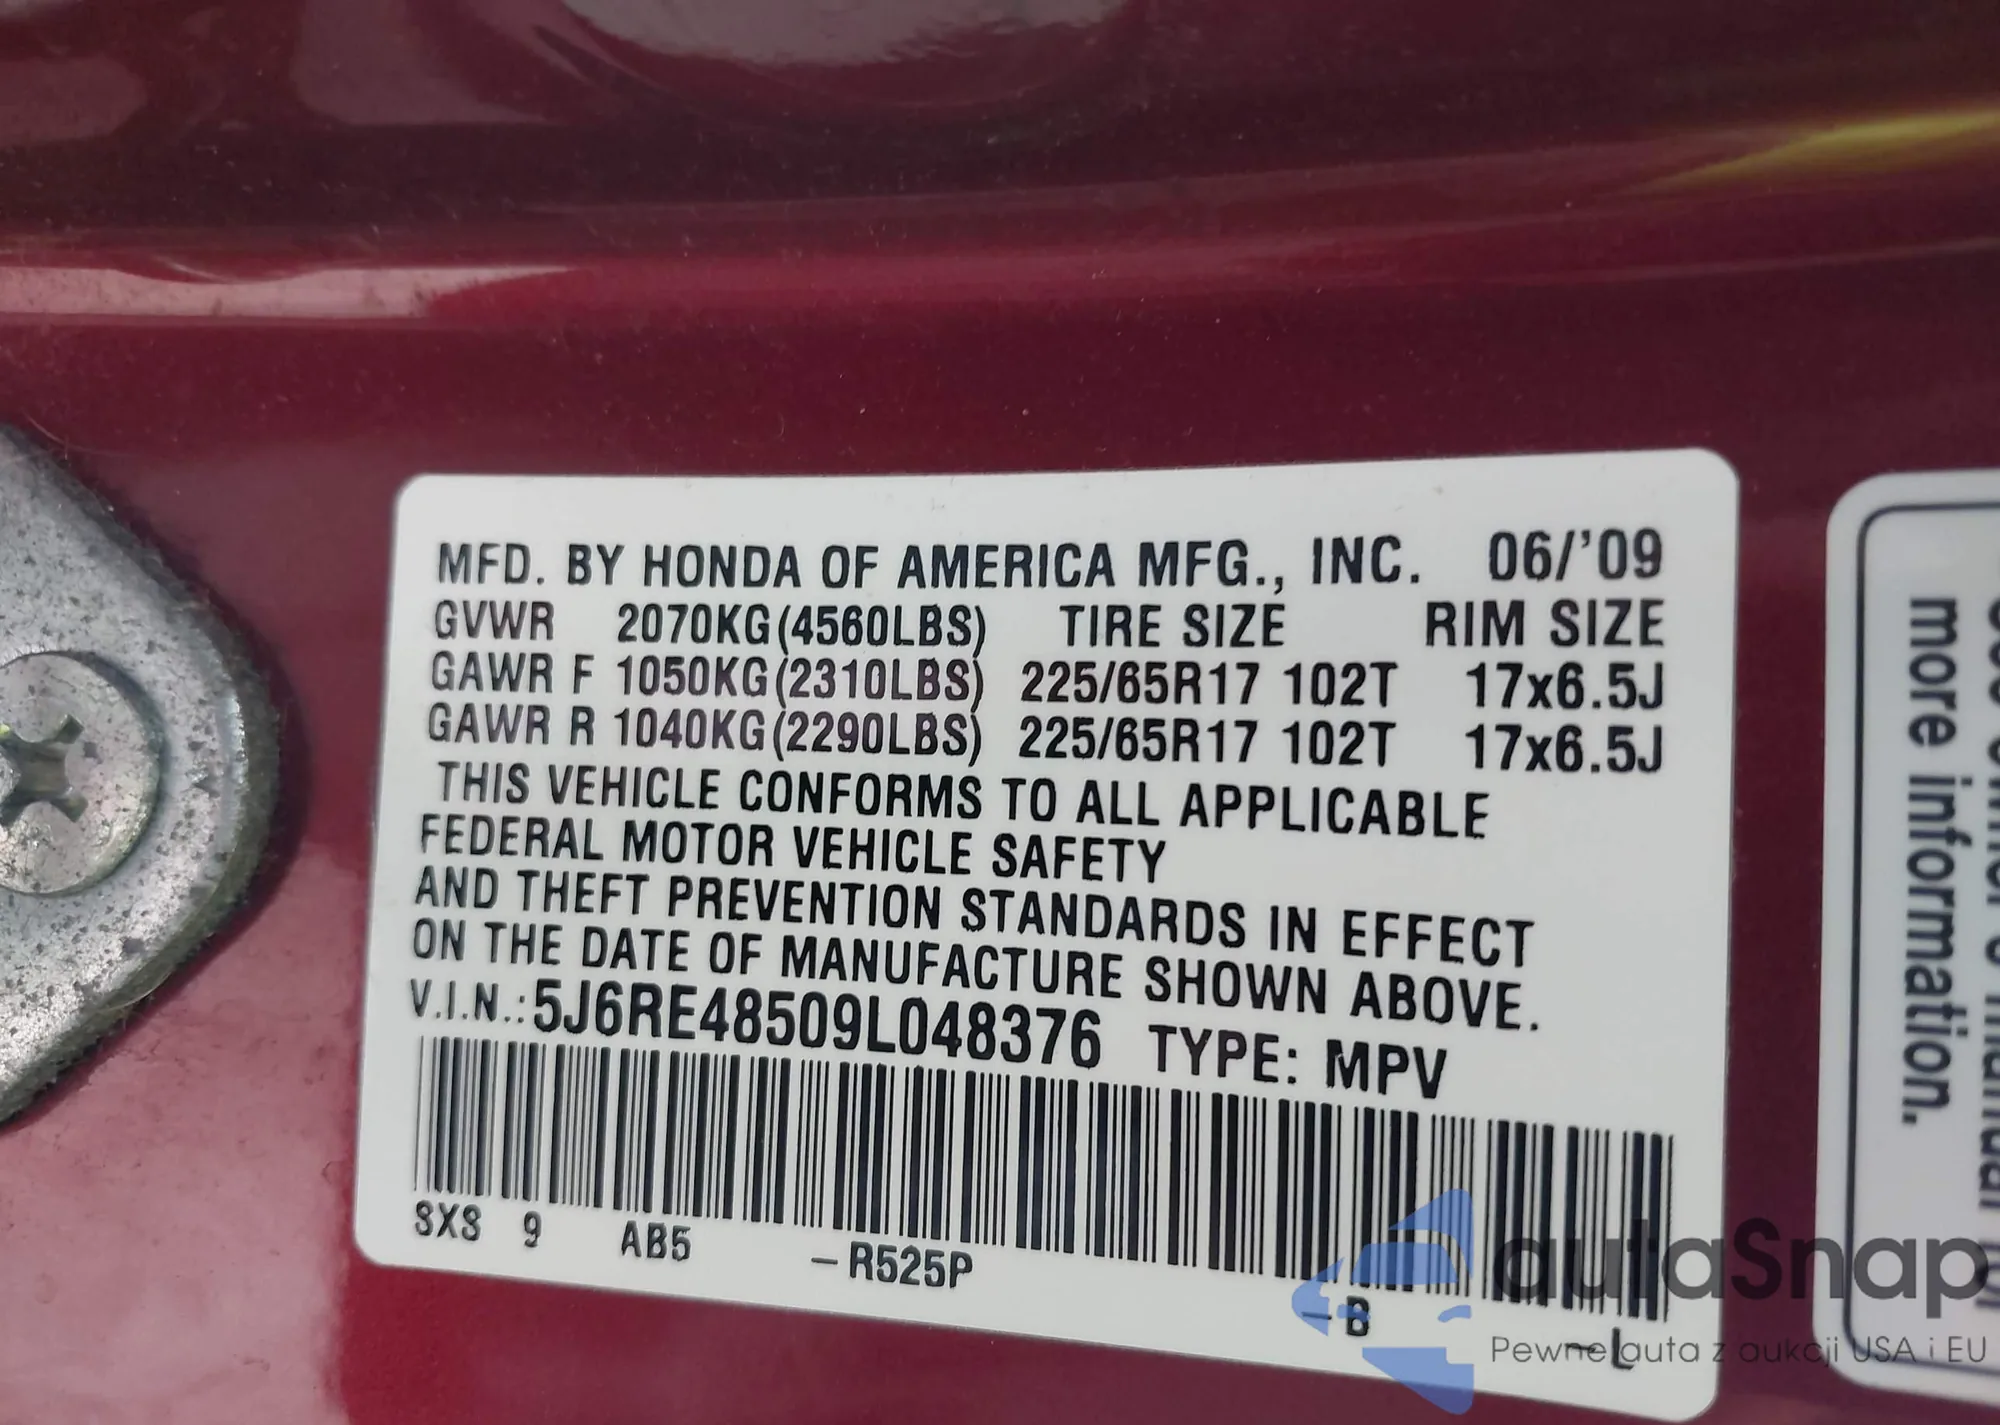 MFD. BY HONDA OF AMERICA MFG., INC. 06/'09
GVWR 2070KG(4560LBS) TIRE SIZE RIM SIZE
GAWR F 1050KG(2310LBS) 225/65R17 102T 17x6.5J
GAWR R 1040KG(2290LBS) 225/65R17 102T 17x6.5J
THIS VEHICLE CONFORMS TO ALL APPLICABLE
FEDERAL MOTOR VEHICLE SAFETY
AND THEFT PREVENTION STANDARDS IN EFFECT
ON THE DATE OF MANUFACTURE SHOWN ABOVE.
V.I.N.:5J6RE48509L048376 TYPE: MPV
SXS 9 AB5 –R525P –B L
more information.
autaSnap
Pewne auta z aukcji USA i EU